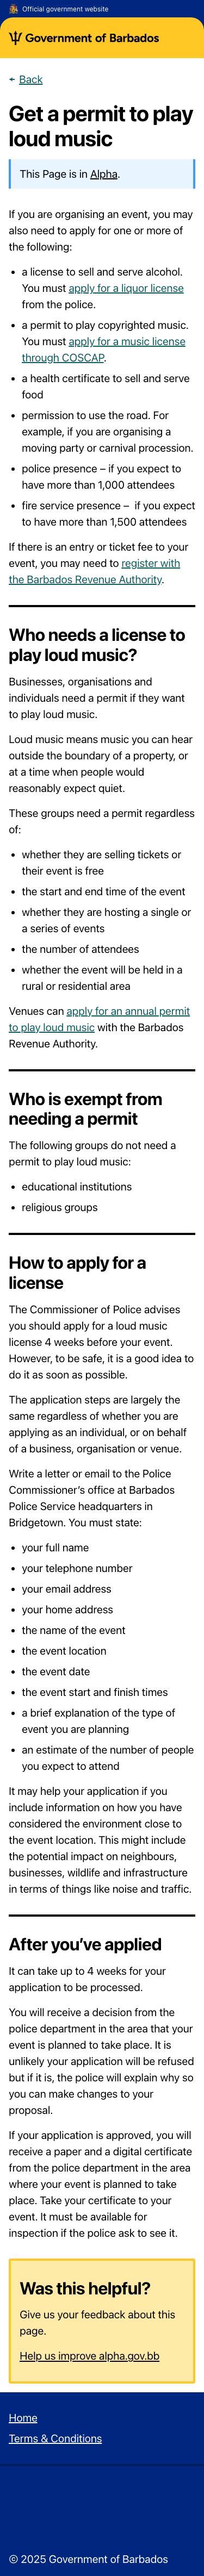 Official government website
Government of Barbados
Back
Get a permit to play
loud music
This Page is in Alpha.
If you are organising an event, you may
also need to apply for one or more of
the following:
• a license to sell and serve alcohol.
You must apply for a liquor license
from the police.
• a permit to play copyrighted music.
You must apply for a music license
through COSCAP.
• a health certificate to sell and serve
food
• permission to use the road. For
example, if you are organising a
moving party or carnival procession.
• police presence – if you expect to
have more than 1,000 attendees
• fire service presence – if you expect
to have more than 1,500 attendees
If there is an entry or ticket fee to your
event, you may need to register with
the Barbados Revenue Authority.
Who needs a license to
play loud music?
Businesses, organisations and
individuals need a permit if they want
to play loud music.
Loud music means music you can hear
outside the boundary of a property, or
at a time when people would
reasonably expect quiet.
These groups need a permit regardless
of:
• whether they are selling tickets or
their event is free
• the start and end time of the event
• whether they are hosting a single or
a series of events
• the number of attendees
• whether the event will be held in a
rural or residential area
Venues can apply for an annual permit
to play loud music with the Barbados
Revenue Authority.
Who is exempt from
needing a permit
The following groups do not need a
permit to play loud music:
• educational institutions
• religious groups
How to apply for a
license
The Commissioner of Police advises
you should apply for a loud music
license 4 weeks before your event.
However, to be safe, it is a good idea to
do it as soon as possible.
The application steps are largely the
same regardless of whether you are
applying as an individual, or on behalf
of a business, organisation or venue.
Write a letter or email to the Police
Commissioner’s office at Barbados
Police Service headquarters in
Bridgetown. You must state:
• your full name
• your telephone number
• your email address
• your home address
• the name of the event
• the event location
• the event date
• the event start and finish times
• a brief explanation of the type of
event you are planning
• an estimate of the number of people
you expect to attend
It may help your application if you
include information on how you have
considered the environment close to
the event location. This might include
the potential impact on neighbours,
businesses, wildlife and infrastructure
in terms of things like noise and traffic.
After you’ve applied
It can take up to 4 weeks for your
application to be processed.
You will receive a decision from the
police department in the area that your
event is planned to take place. It is
unlikely your application will be refused
but if it is, the police will explain why so
you can make changes to your
proposal.
If your application is approved, you will
receive a paper and a digital certificate
from the police department in the area
where your event is planned to take
place. Take your certificate to your
event. It must be available for
inspection if the police ask to see it.
Was this helpful?
Give us your feedback about this
page.
Help us improve alpha.gov.bb
Home
Terms & Conditions
© 2025 Government of Barbados